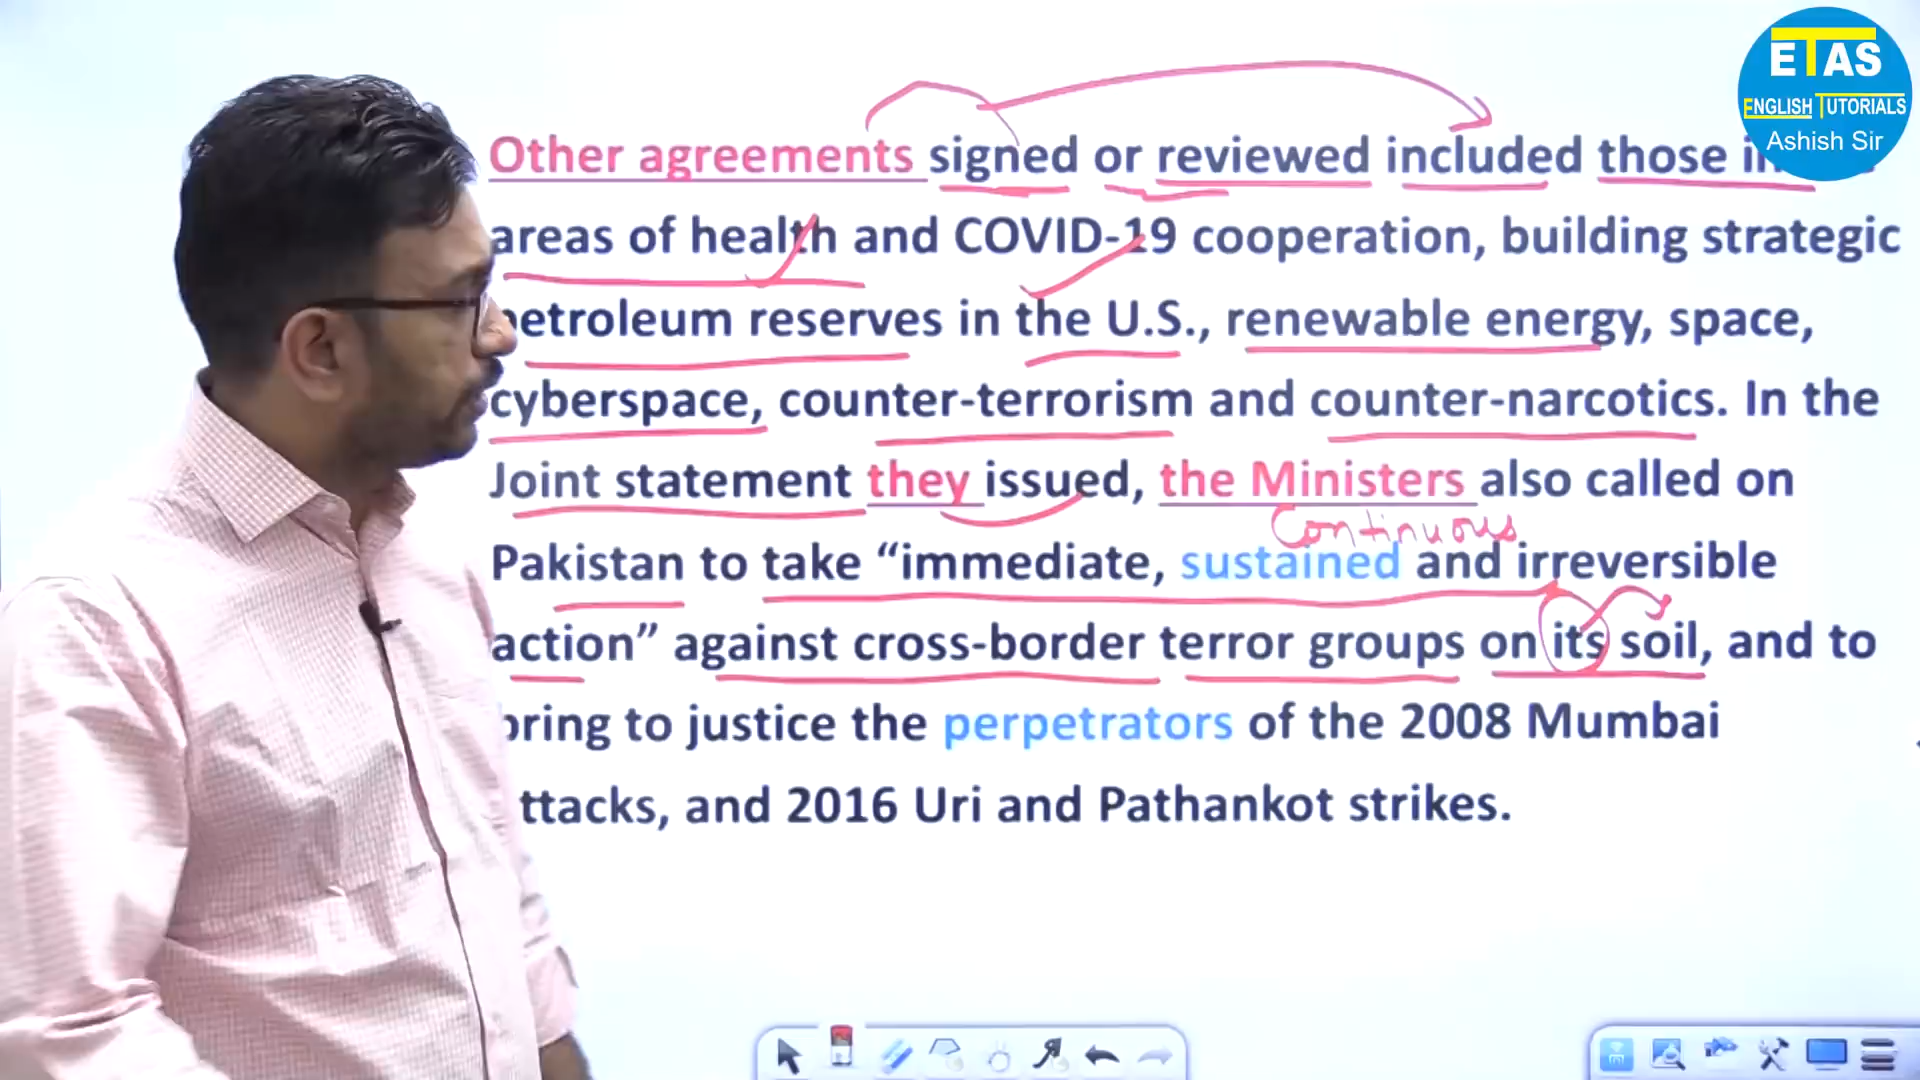 ETAS
ENGLISH TUTORIALS
Ashish Sir
Other agreements signed or reviewed included those in
areas of health and COVID-19 cooperation, building strategic
petroleum reserves in the U.S., renewable energy, space,
cyberspace, counter-terrorism and counter-narcotics. In the
Joint statement they issued, the Ministers also called on
Continuous
Pakistan to take “immediate, sustained and irreversible
action” against cross-border terror groups on its soil, and to
bring to justice the perpetrators of the 2008 Mumbai
ttacks, and 2016 Uri and Pathankot strikes.